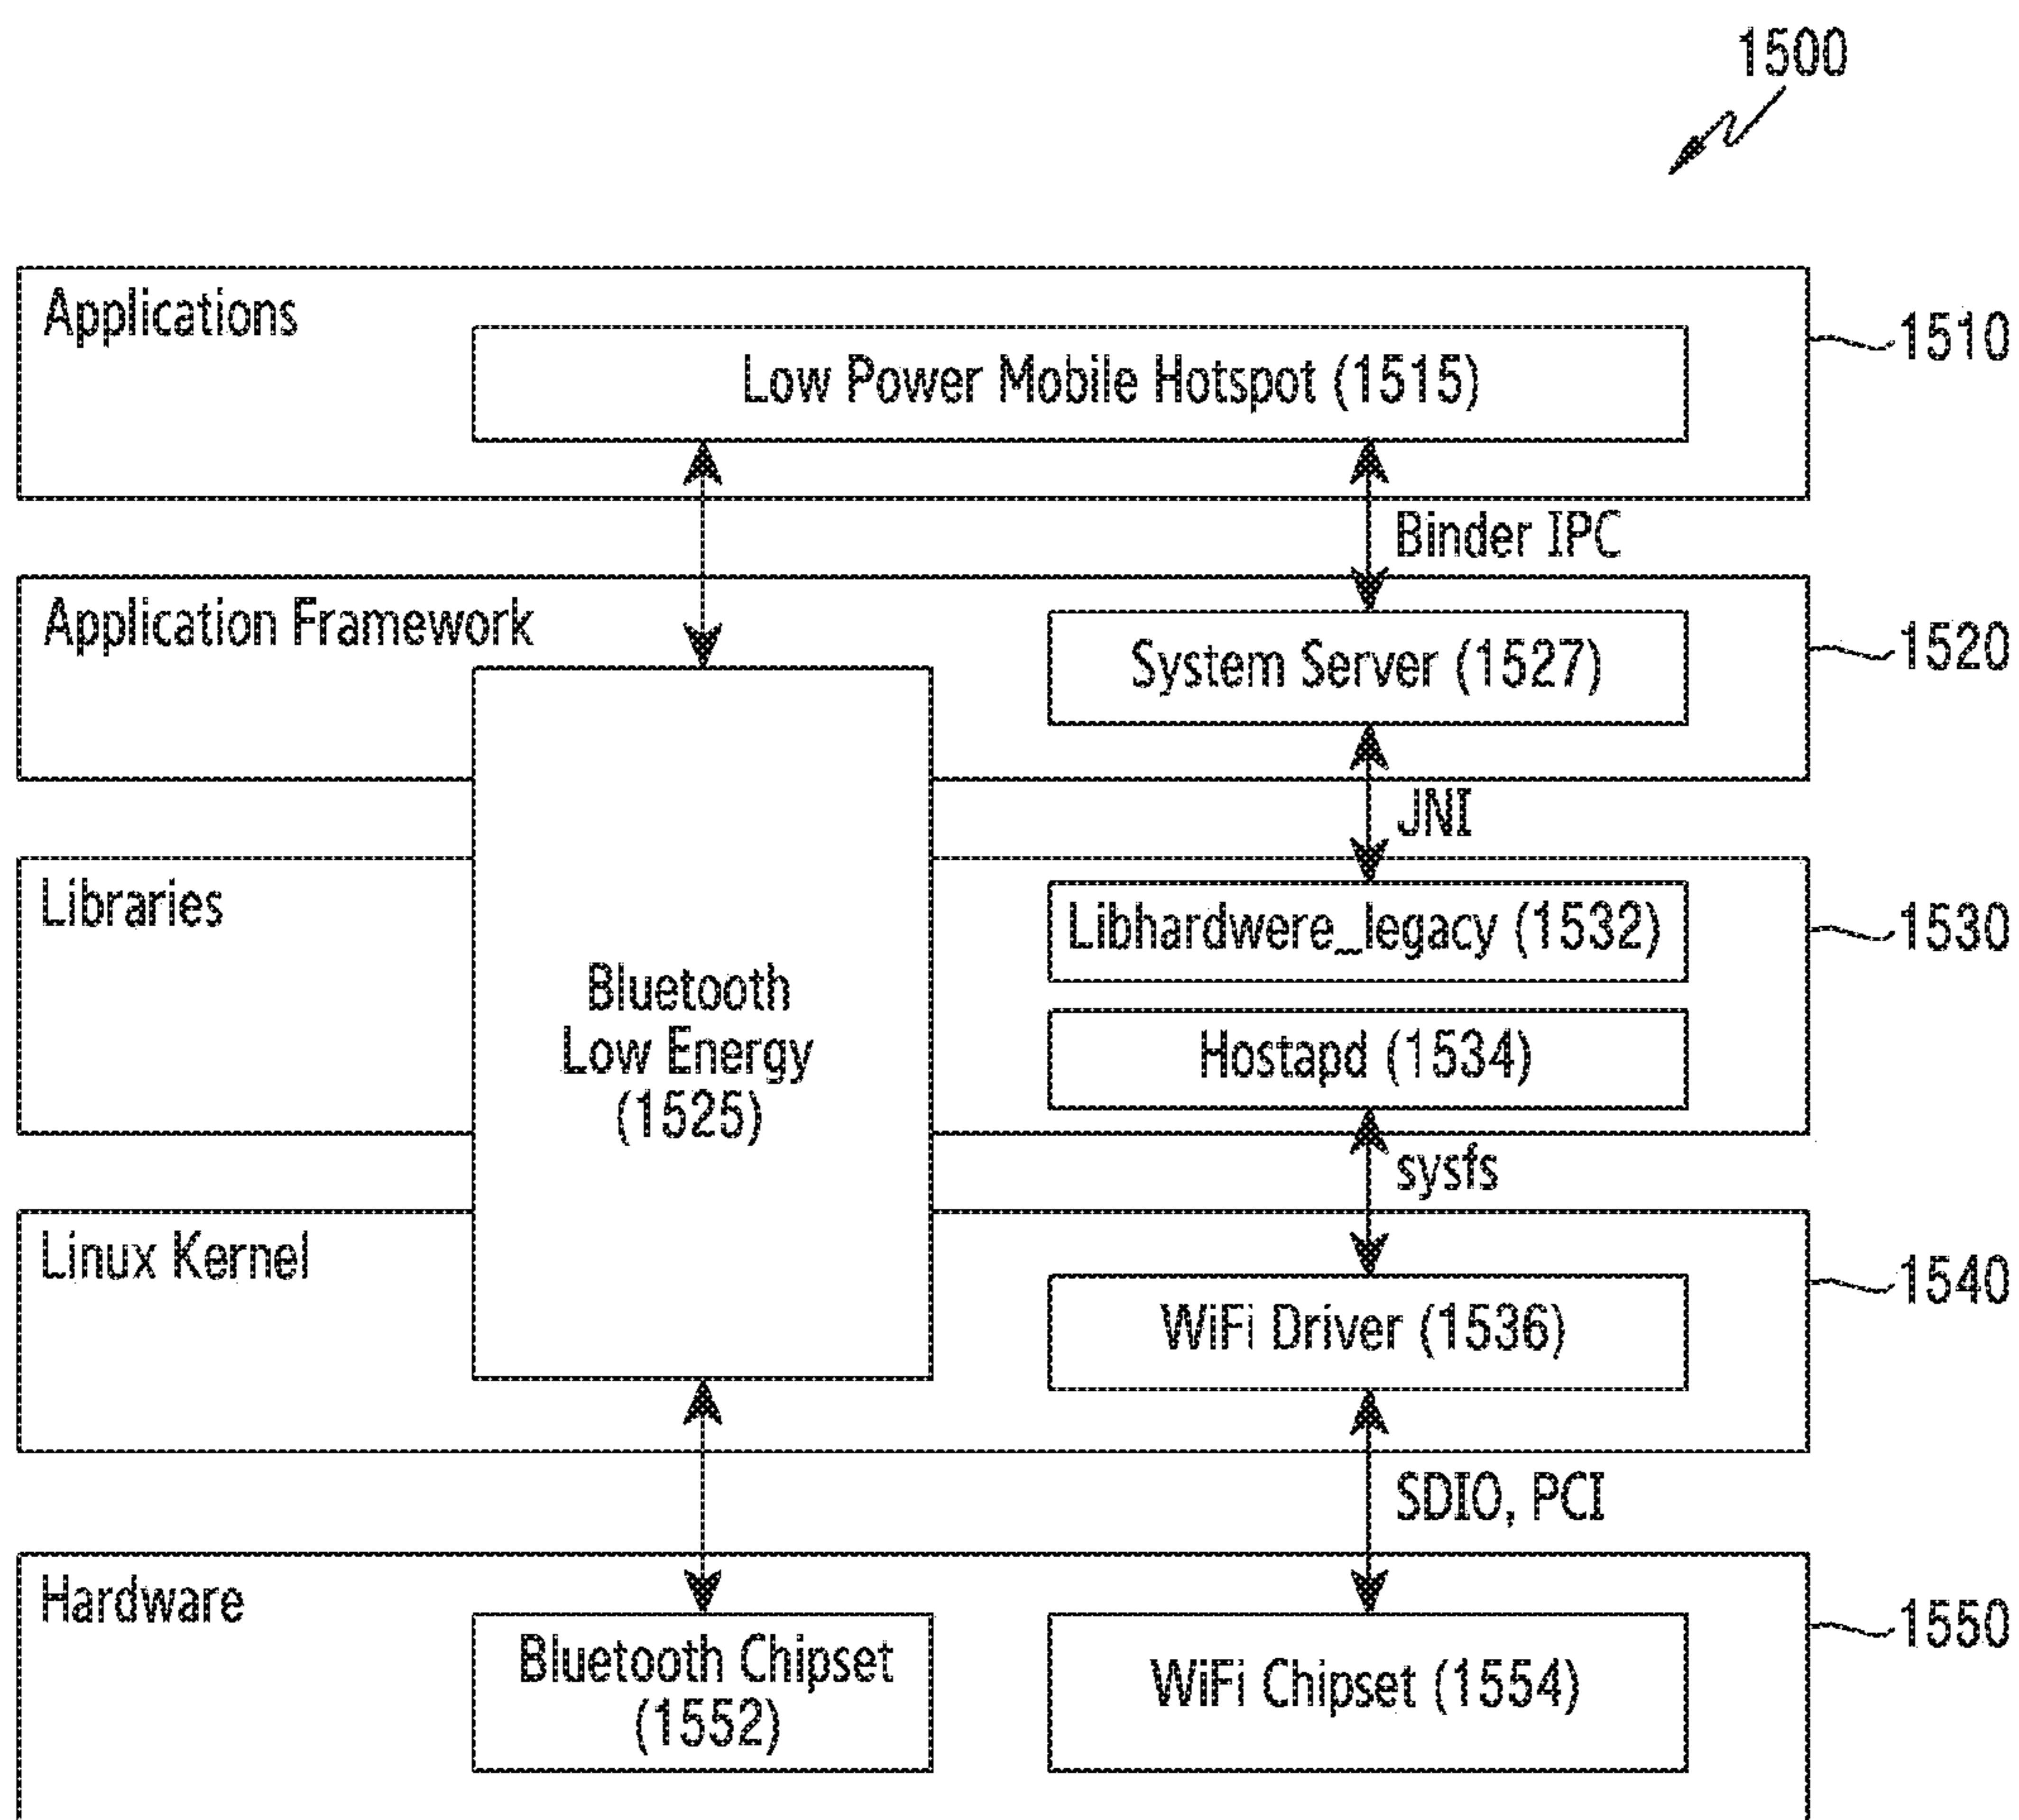 1500
Applications
Low Power Mobile Hotspot (1515)
1510
Binder IPC
Application Framework
System Server (1527)
1520
JNI
Libraries
Libhardwere_legacy (1532)
1530
Bluetooth
Low Energy
(1525)
Hostapd (1534)
sysfs
Linux Kernel
WiFi Driver (1536)
1540
SDIO, PCI
Hardware
Bluetooth Chipset
(1552)
WiFi Chipset (1554)
1550